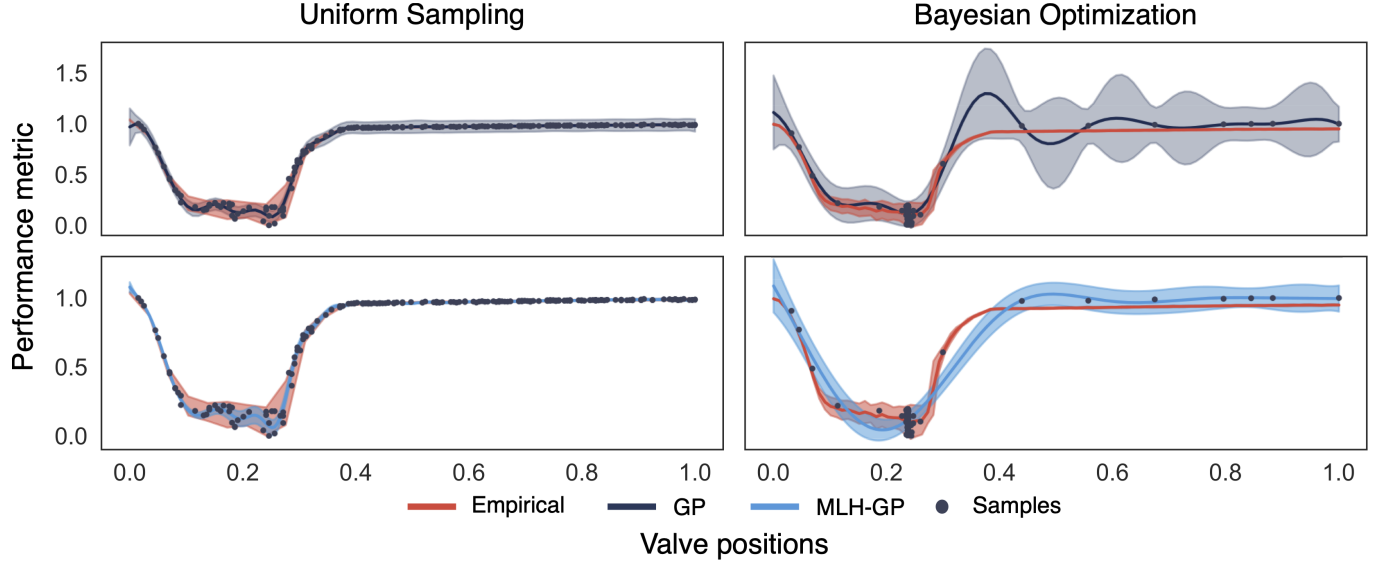 Uniform Sampling
Bayesian Optimization
Performance metric
1.5
1.0
0.5
0.0
1.0
0.5
0.0
0.0 0.2 0.4 0.6 0.8 1.0
0.0 0.2 0.4 0.6 0.8 1.0
Empirical GP MLH-GP Samples
Valve positions